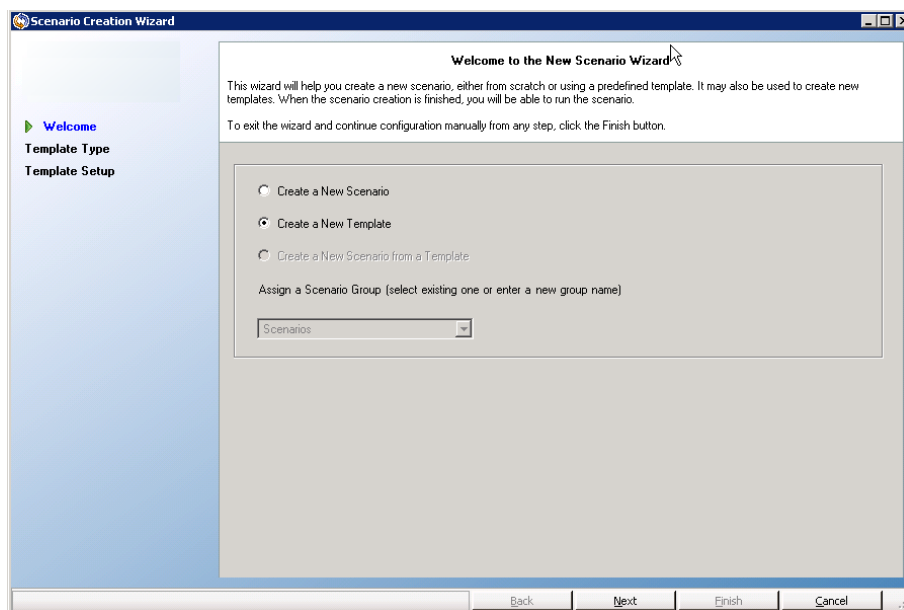 Scenario Creation Wizard
Welcome to the New Scenario Wizard
This wizard will help you create a new scenario, either from scratch or using a predefined template. It may also be used to create new
templates. When the scenario creation is finished, you will be able to run the scenario.
To exit the wizard and continue configuration manually from any step, click the Finish button.
Welcome
Template Type
Template Setup
Create a New Scenario
Create a New Template
Create a New Scenario from a Template
Assign a Scenario Group (select existing one or enter a new group name)
Scenarios
Back
Next
Finish
Cancel